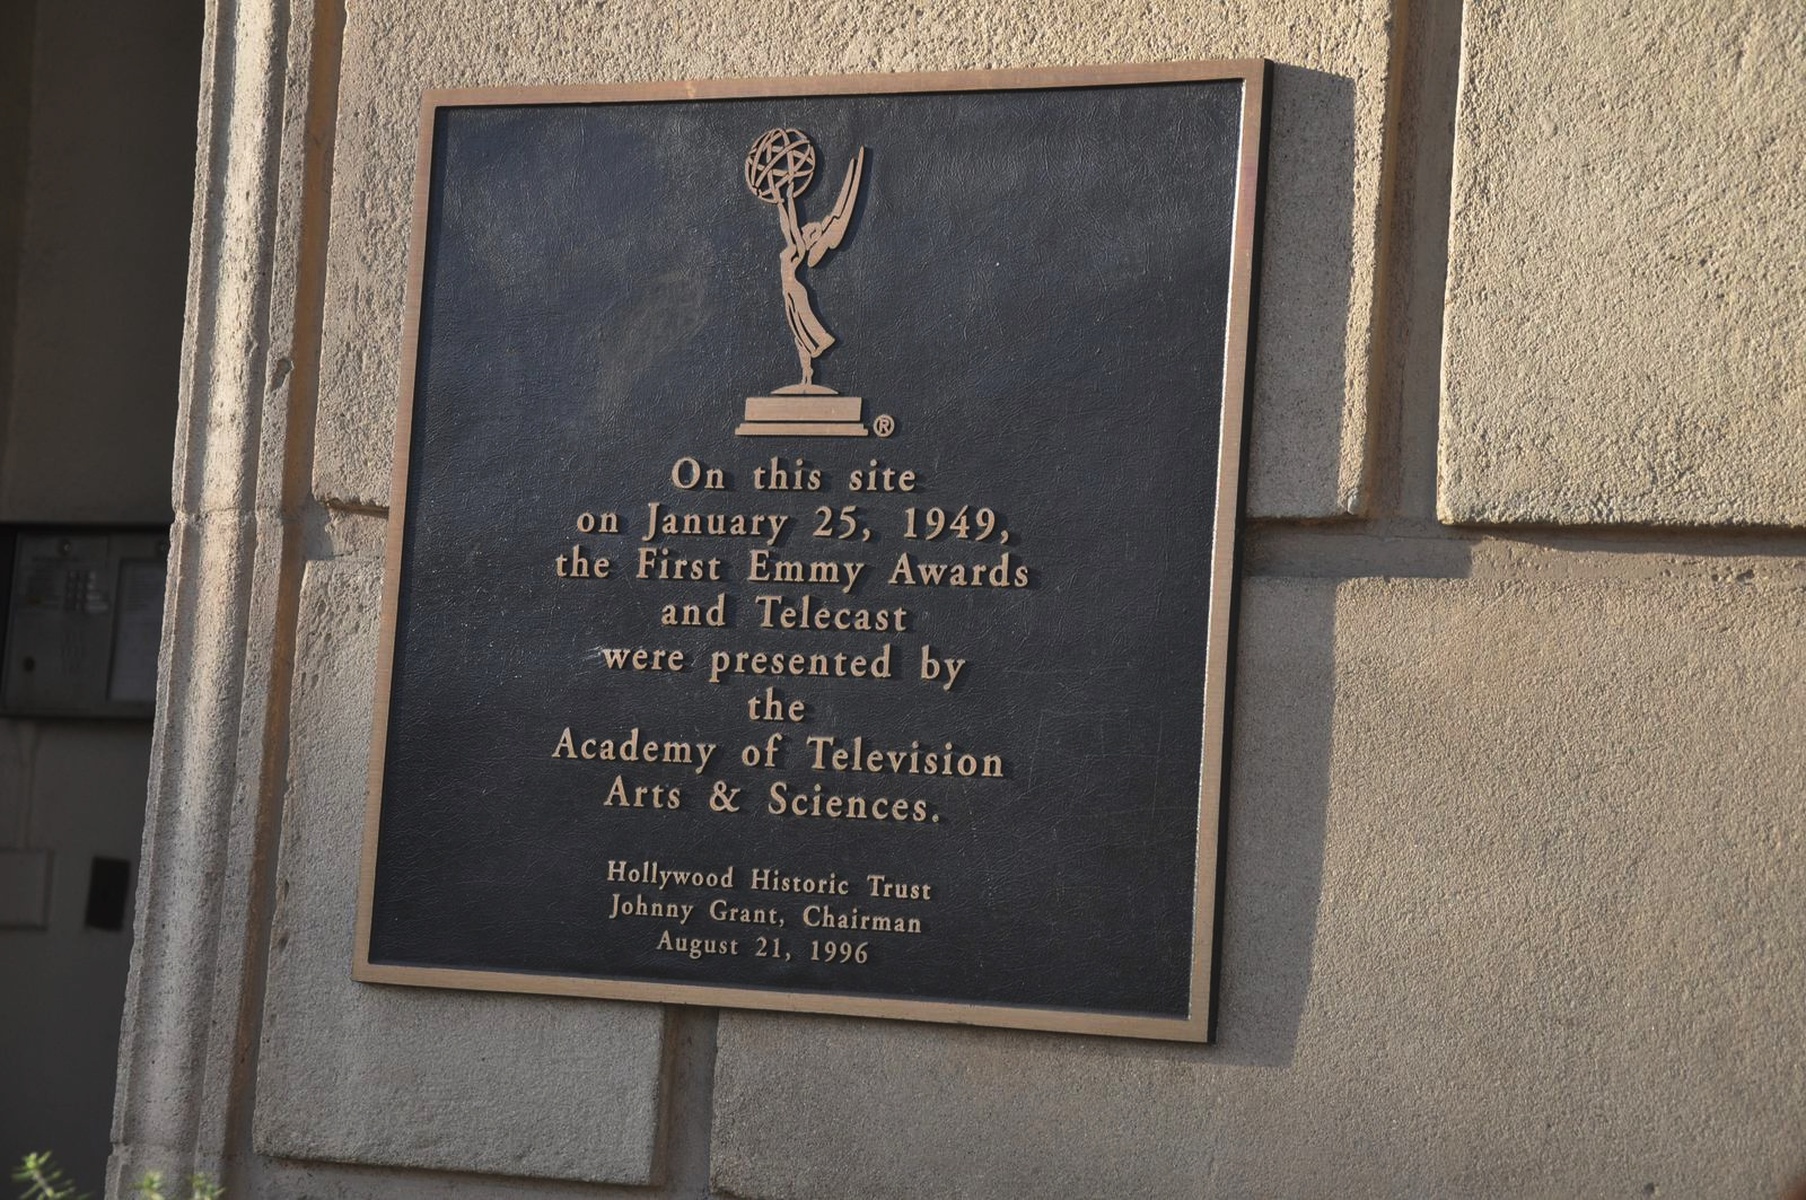 ®
On this site
on January 25, 1949,
the First Emmy Awards
and Telecast
were presented by
the
Academy of Television
Arts & Sciences.
Hollywood Historic Trust
Johnny Grant, Chairman
August 21, 1996